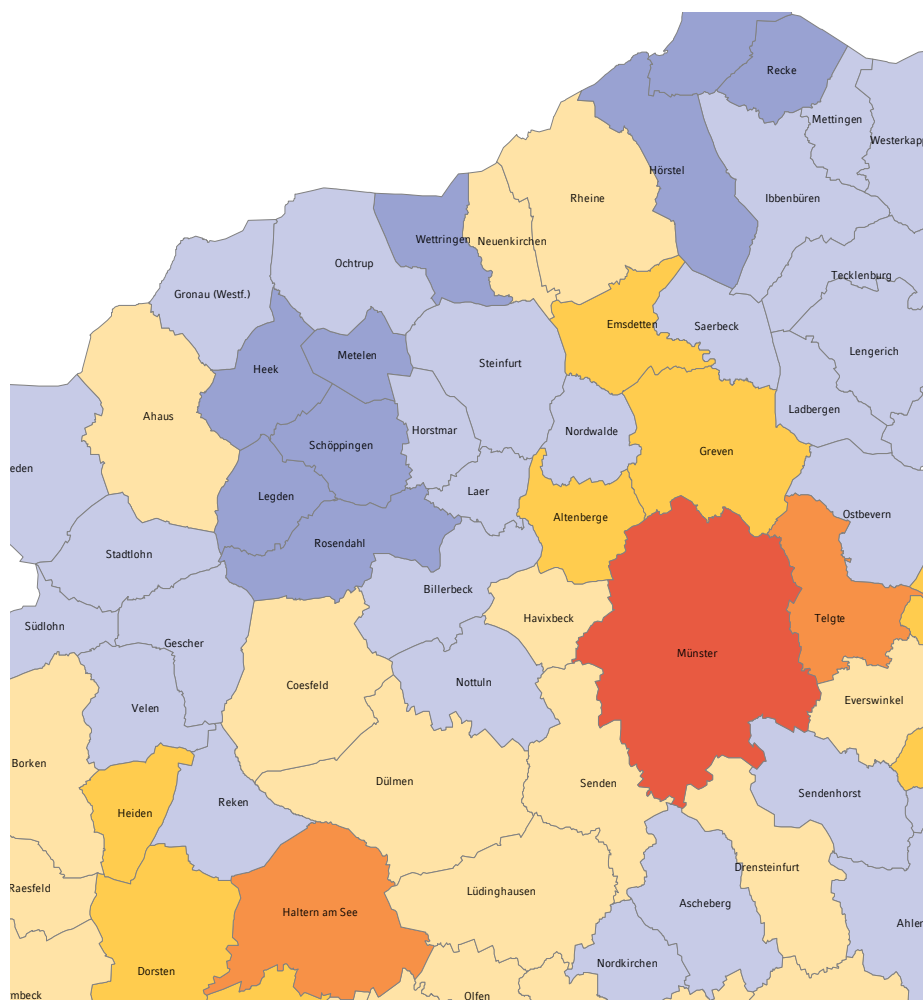 Recke
Mettingen
Westerkapp
Hörstel
Rheine
Ibbenbüren
Wettringen
Neuenkirchen
Ochtrup
Tecklenburg
Gronau (Westf.)
Emsdetten
Saerbeck
Metelen
Lengerich
Steinfurt
Heek
Ladbergen
Ahaus
Horstmar
Nordwalde
Schöppingen
Greven
eden
Laer
Legden
Ostbevern
Altenberge
Rosendahl
Stadtlohn
Billerbeck
Havixbeck
Telgte
Südlohn
Gescher
Münster
Nottuln
Coesfeld
Everswinkel
Velen
Borken
Dülmen
Senden
Sendenhorst
Reken
Heiden
Drensteinfurt
Raesfeld
Lüdinghausen
Ascheberg
Haltern am See
Ahlen
Nordkirchen
Dorsten
mbeck
Olfen